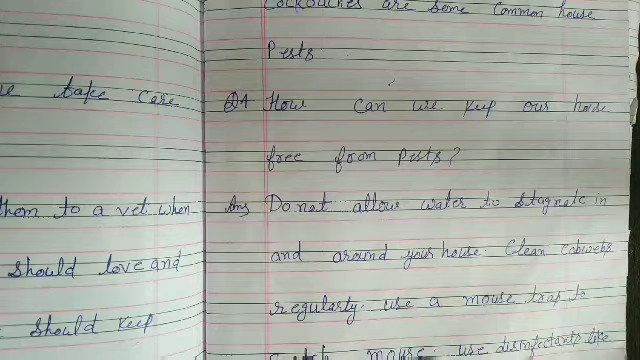 take care
them to a vet. when
should love and
should keep
Cockroaches are some common house
Pests.
Q4 How can we keep our house
free from pests?
Ans Do not allow water to stagnate in
and around your house. Clean cobwebs
regularly. use a mouse trap to
catch mouse. use disinfectants like